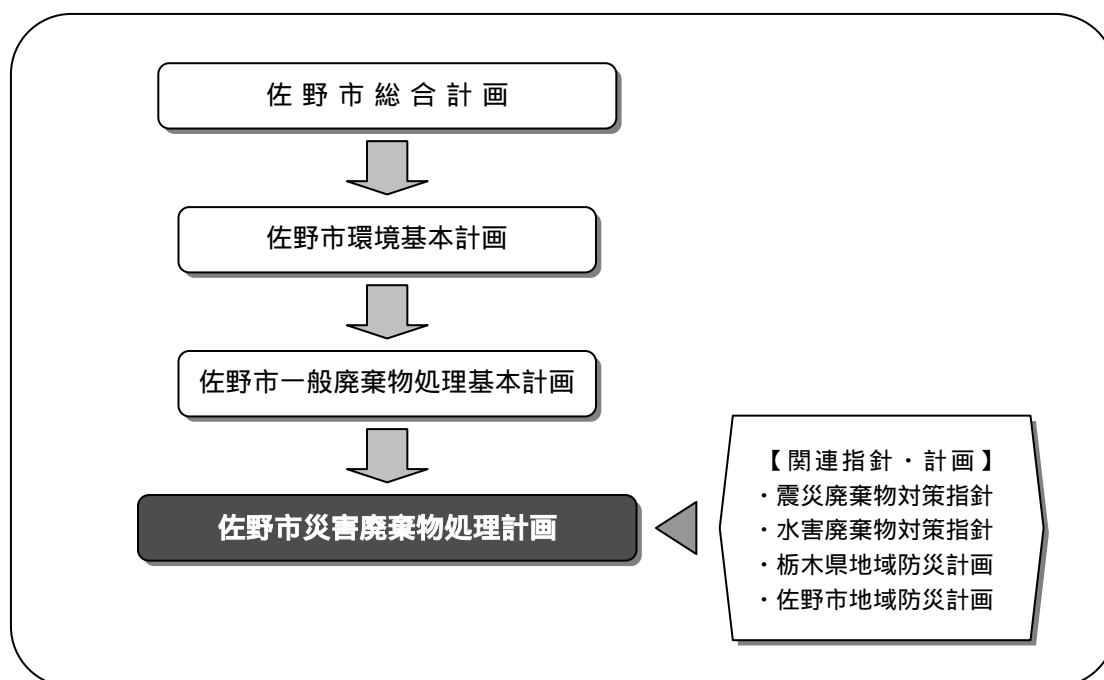 佐野市総合計画
佐野市環境基本計画
佐野市一般廃棄物処理基本計画
佐野市災害廃棄物処理計画
【関連指針・計画】
・震災廃棄物対策指針
・水害廃棄物対策指針
・栃木県地域防災計画
・佐野市地域防災計画